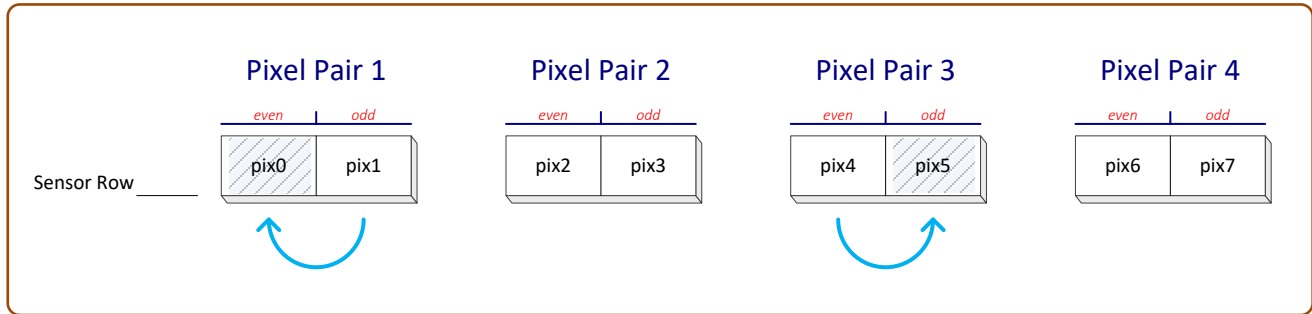 Pixel Pair 1 Pixel Pair 2 Pixel Pair 3 Pixel Pair 4
even odd even odd even odd even odd
Sensor Row ______ pix0 pix1 pix2 pix3 pix4 pix5 pix6 pix7